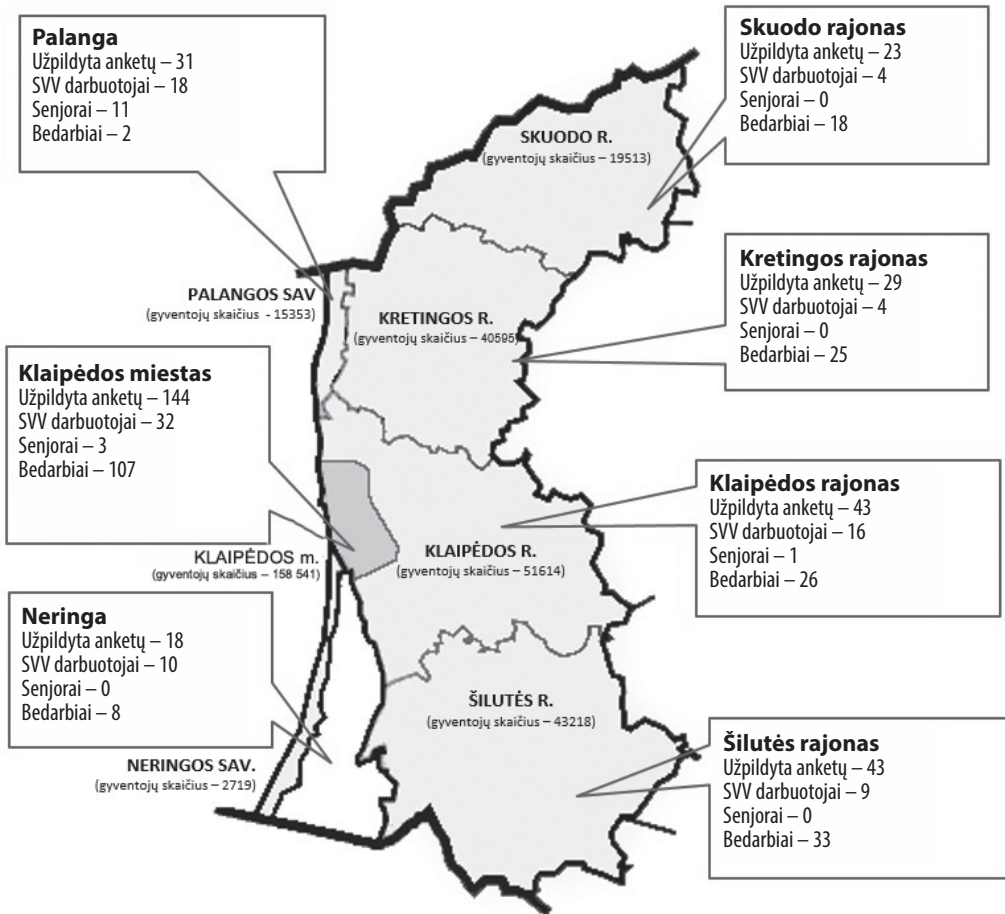 Palanga
Užpildyta anketų – 31
SVV darbuotojai – 18
Senjorai – 11
Bedarbiai – 2
Skuodo rajonas
Užpildyta anketų – 23
SVV darbuotojai – 4
Senjorai – 0
Bedarbiai – 18
SKUODO R.
(gyventojų skaičius – 19513)
Kretingos rajonas
Užpildyta anketų – 29
SVV darbuotojai – 4
Senjorai – 0
Bedarbiai – 25
PALANGOS SAV
(gyventojų skaičius - 15353)
KRETINGOS R.
(gyventojų skaičius – 40595)
Klaipėdos miestas
Užpildyta anketų – 144
SVV darbuotojai – 32
Senjorai – 3
Bedarbiai – 107
Klaipėdos rajonas
Užpildyta anketų – 43
SVV darbuotojai – 16
Senjorai – 1
Bedarbiai – 26
KLAIPĖDOS m.
(gyventojų skaičius – 158 541)
KLAIPĖDOS R.
(gyventojų skaičius – 51614)
Neringa
Užpildyta anketų – 18
SVV darbuotojai – 10
Senjorai – 0
Bedarbiai – 8
ŠILUTĖS R.
(gyventojų skaičius – 43218)
NERINGOS SAV.
(gyventojų skaičius – 2719)
Šilutės rajonas
Užpildyta anketų – 43
SVV darbuotojai – 9
Senjorai – 0
Bedarbiai – 33